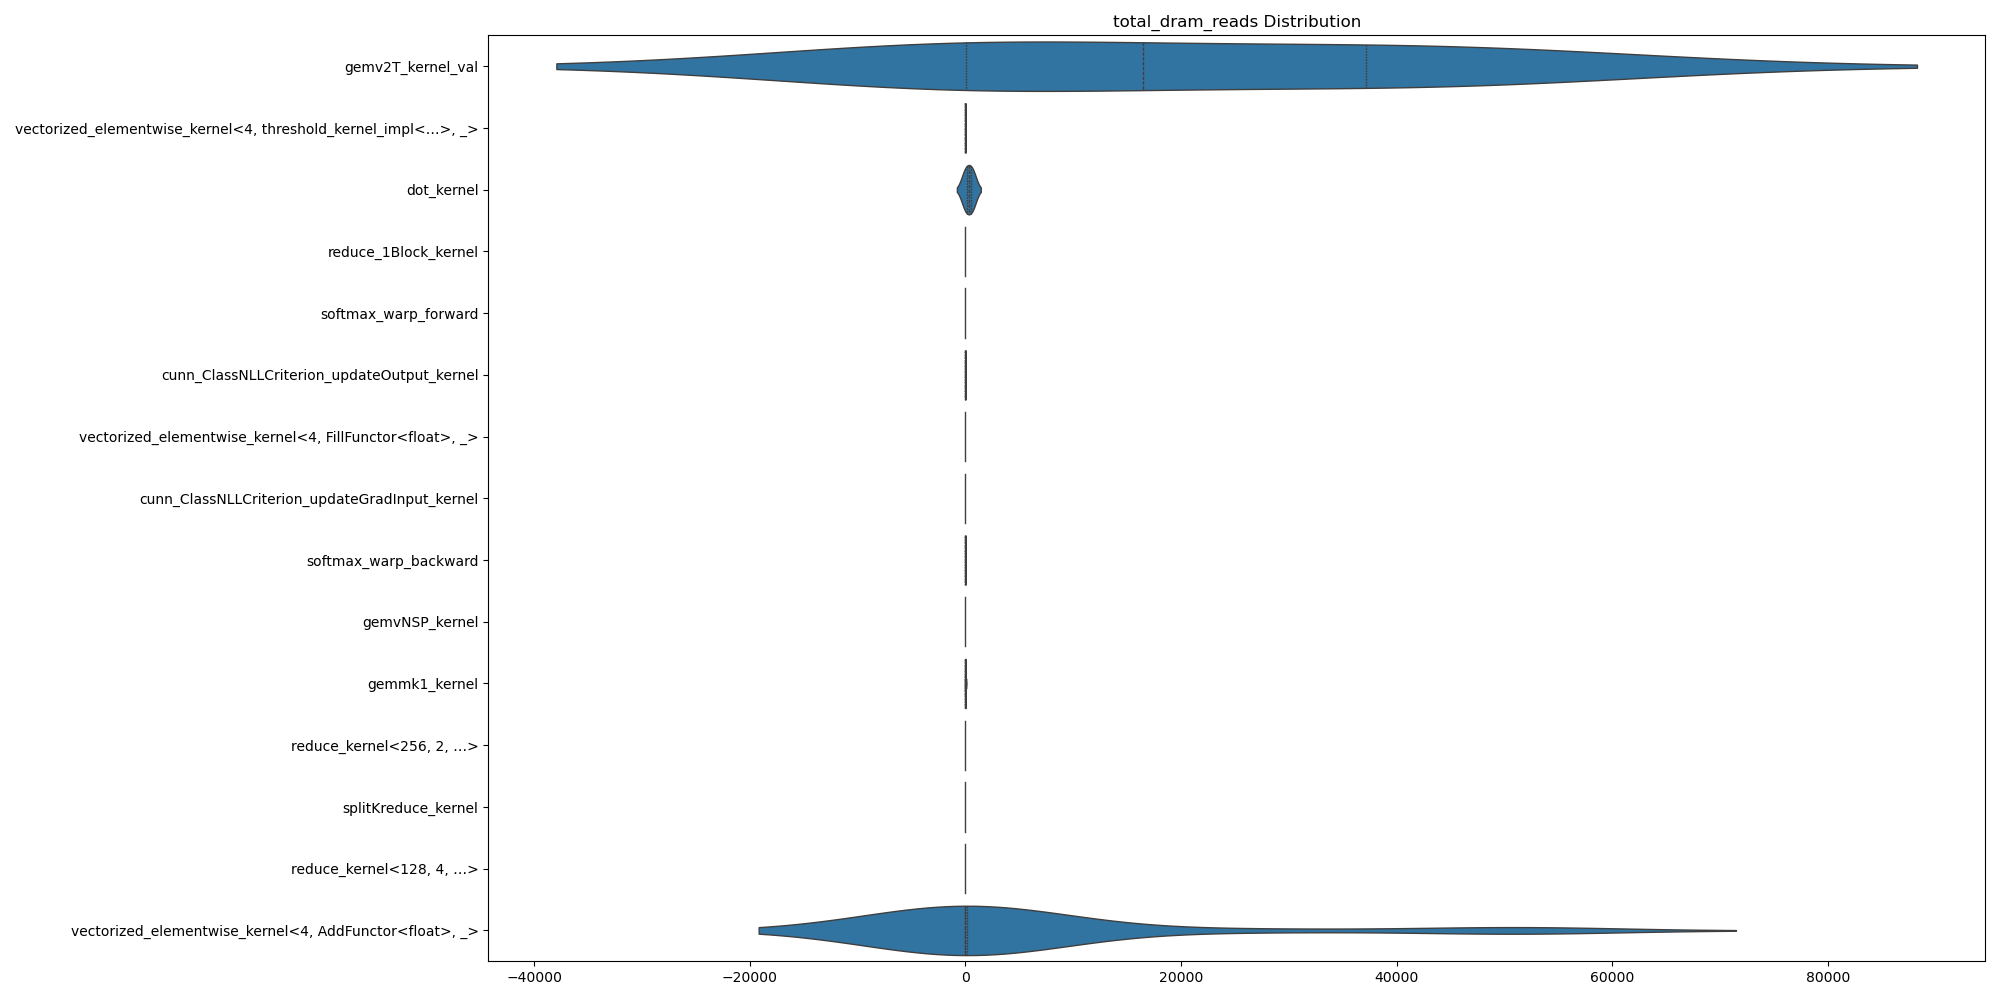 total_dram_reads Distribution
gemv2T_kernel_val
vectorized_elementwise_kernel<4, threshold_kernel_impl<...>, _>
dot_kernel
reduce_1Block_kernel
softmax_warp_forward
cunn_ClassNLLCriterion_updateOutput_kernel
vectorized_elementwise_kernel<4, FillFunctor<float>, _>
cunn_ClassNLLCriterion_updateGradInput_kernel
softmax_warp_backward
gemvNSP_kernel
gemmk1_kernel
reduce_kernel<256, 2, ...>
splitKreduce_kernel
reduce_kernel<128, 4, ...>
vectorized_elementwise_kernel<4, AddFunctor<float>, _>
−40000 −20000 0 20000 40000 60000 80000